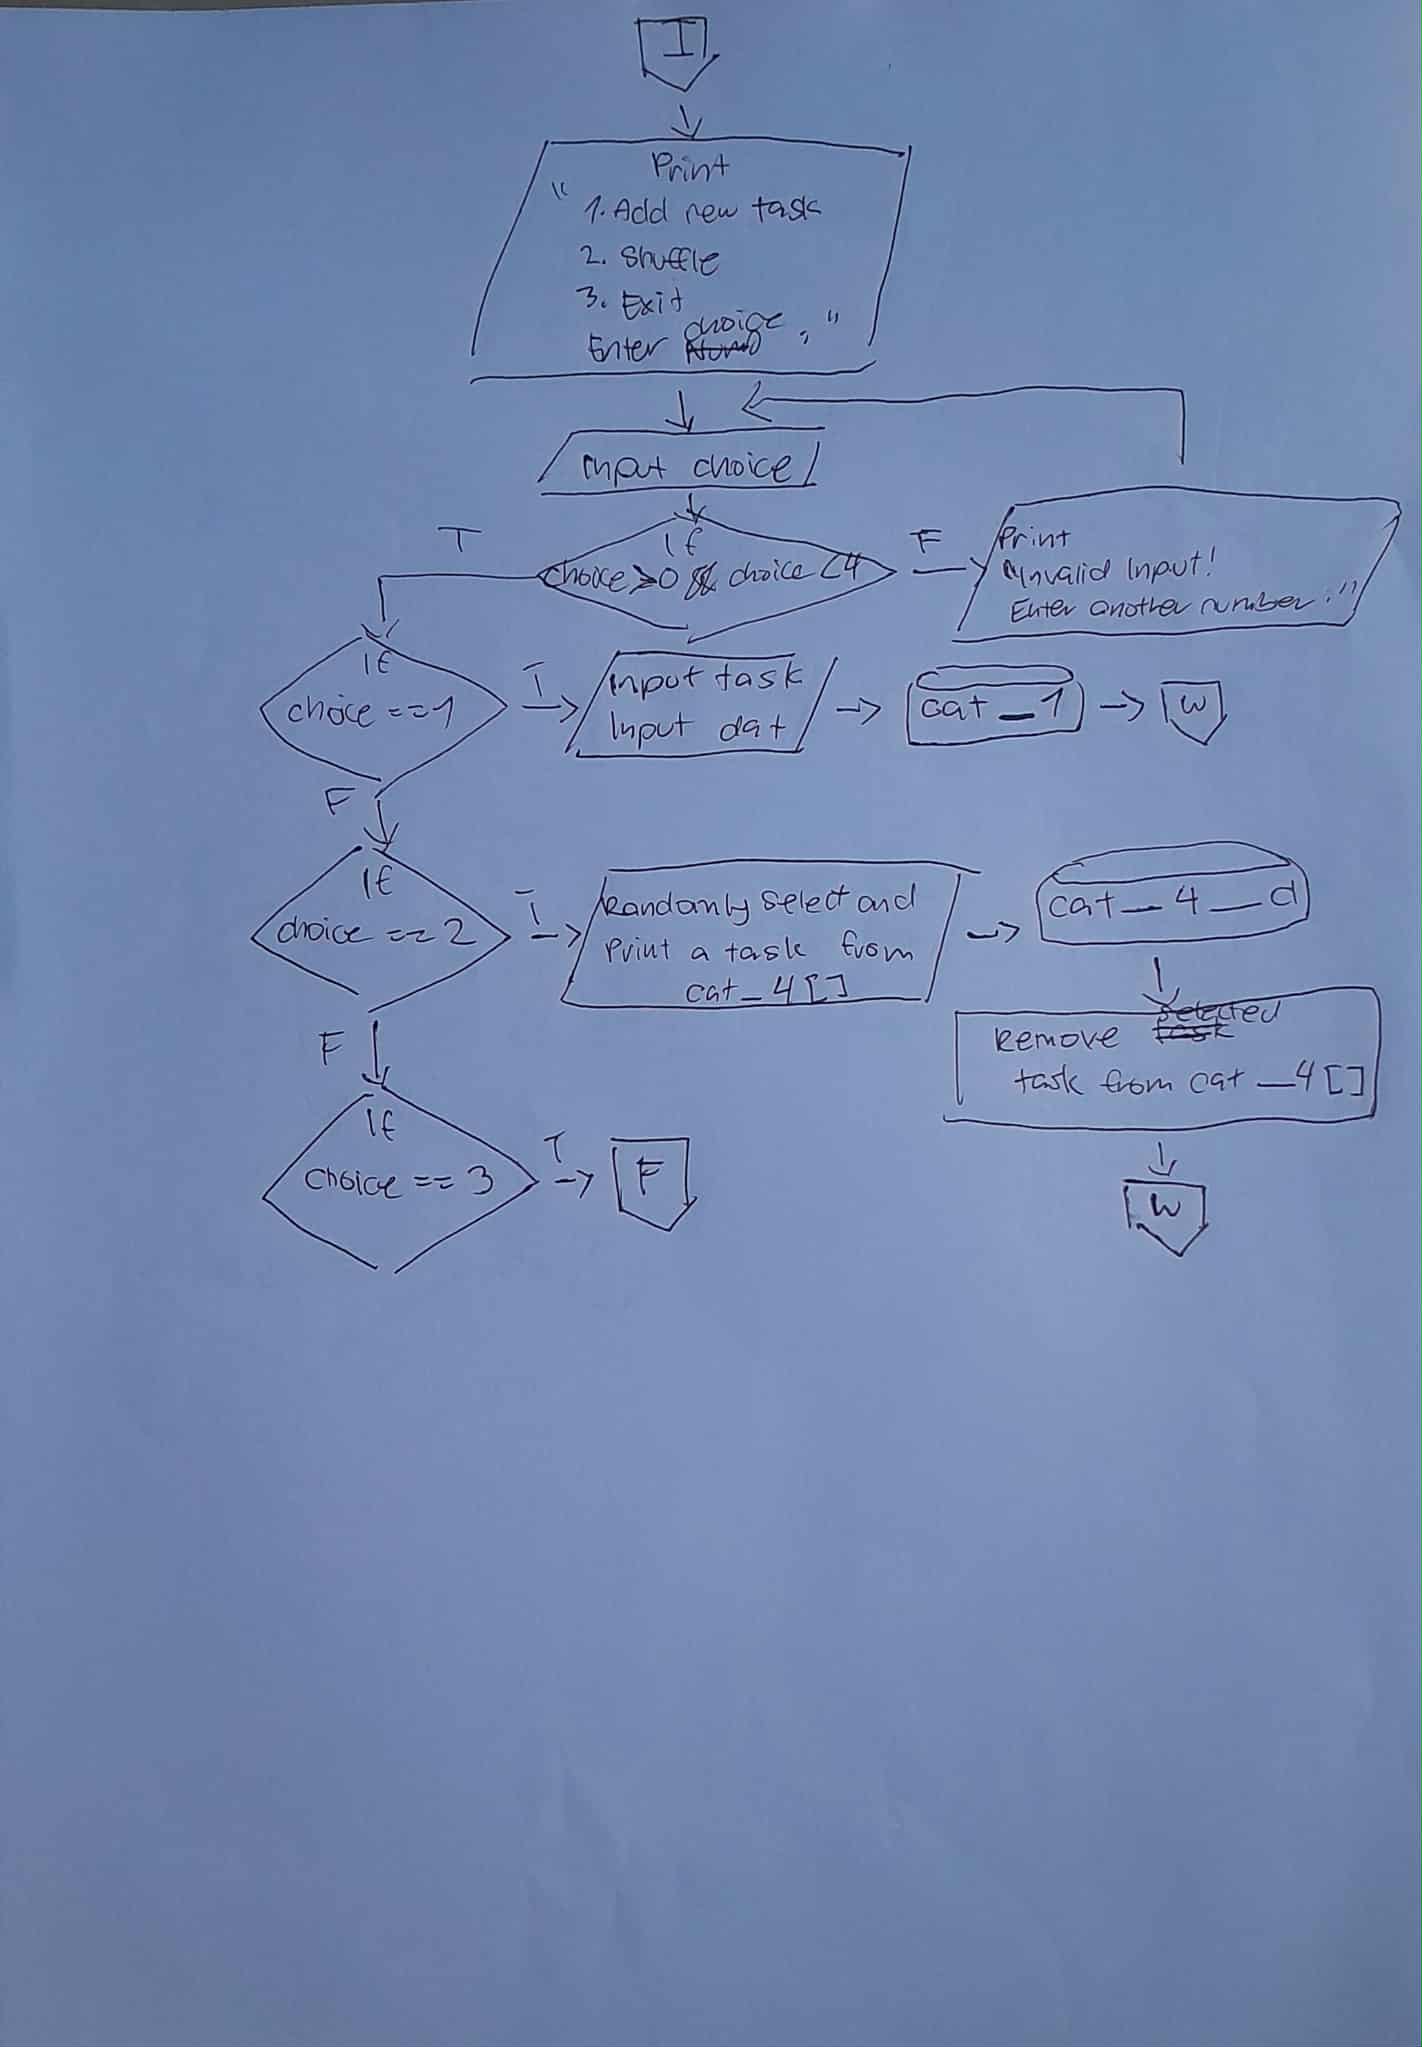 I
Print
"
1. Add new task
2. Shuffle
3. Exit
Enter choice : "
Input choice
T
If
choice >0 && choice <4
F
Print
"Invalid Input!
Enter another number:"
If
choice ==1
T
Input task
Input dat
cat_1
W
F
If
choice == 2
T
Randomly select and
Print a task from
cat_4[]
cat_4_d
Remove selected
task from cat_4[]
W
F
If
choice == 3
T
F